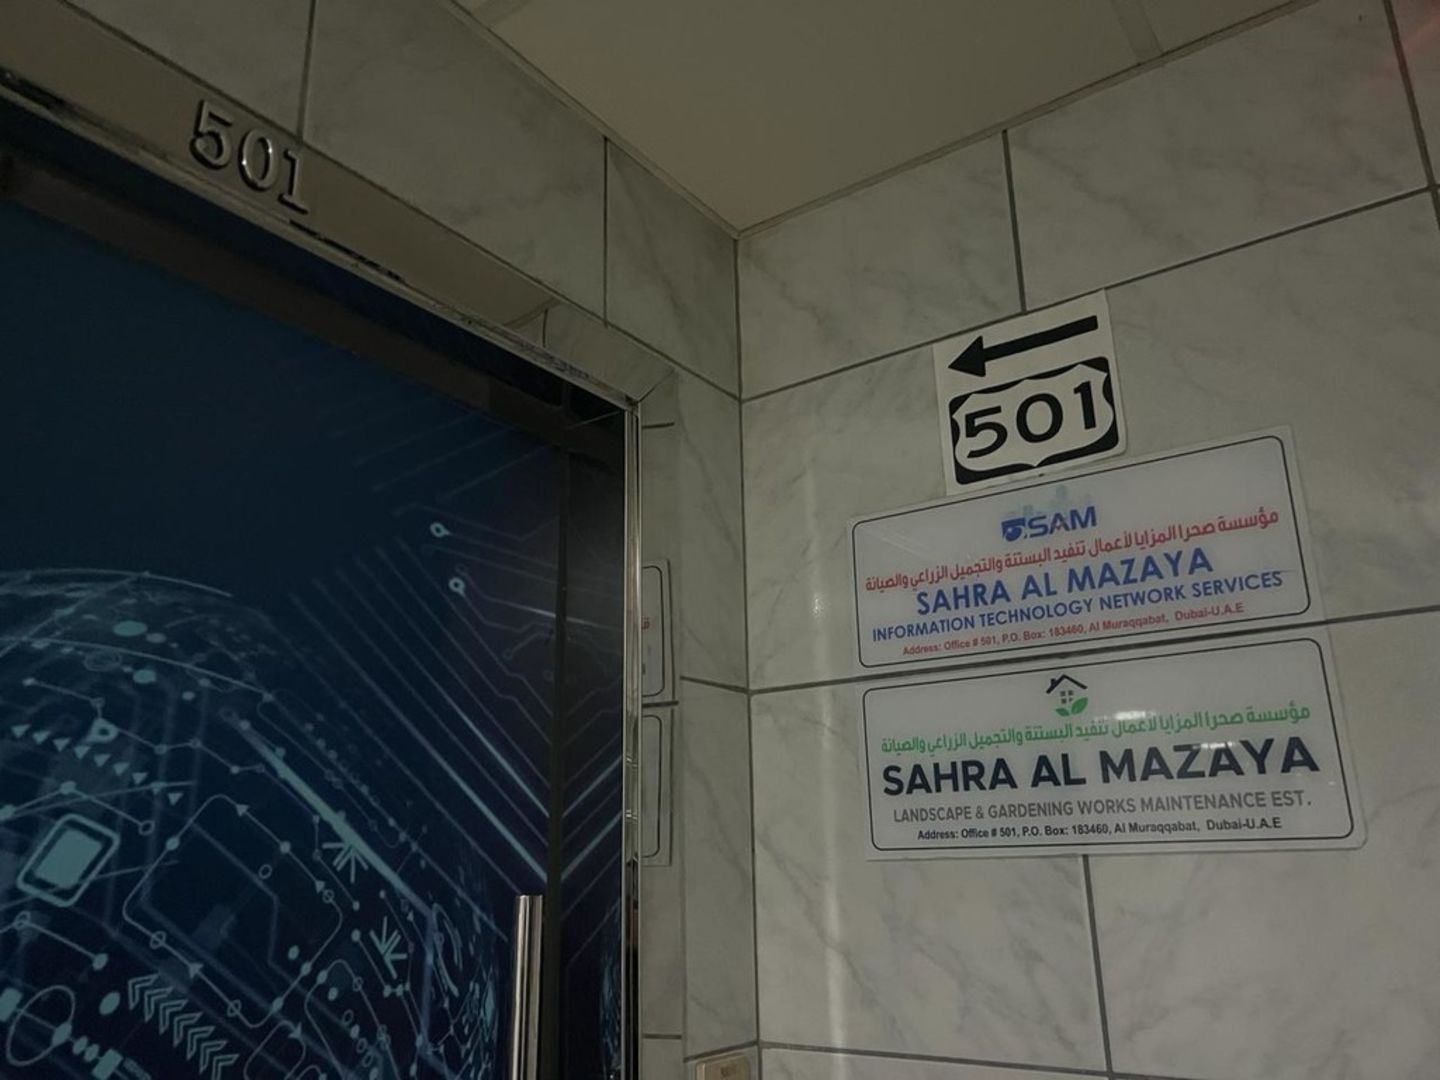 501
501
SAM
مؤسسة صحرا المزايا لأعمال تنفيد البستنة والتجميل الزراعي والصيانة
SAHRA AL MAZAYA
INFORMATION TECHNOLOGY NETWORK SERVICES
Address: Office # 501, P.O. Box: 183460, Al Muraqqabat, Dubai-U.A.E
مؤسسة صحرا المزايا لأعمال تنفيد البستنة والتجميل الزراعي والصيانة
SAHRA AL MAZAYA
LANDSCAPE & GARDENING WORKS MAINTENANCE EST.
Address: Office # 501, P.O. Box: 183460, Al Muraqqabat, Dubai-U.A.E